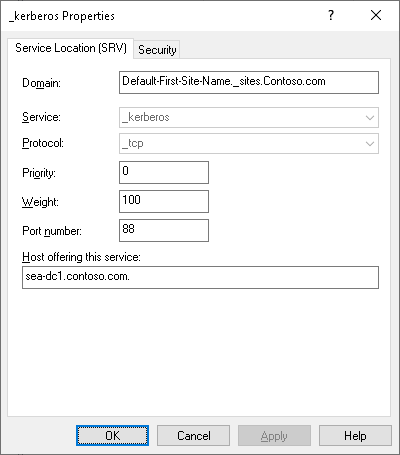 _kerberos Properties ?
Service Location (SRV) Security
Domain: Default-First-Site-Name._sites.Contoso.com
Service: _kerberos
Protocol: _tcp
Priority: 0
Weight: 100
Port number: 88
Host offering this service:
sea-dc1.contoso.com.
OK Cancel Apply Help